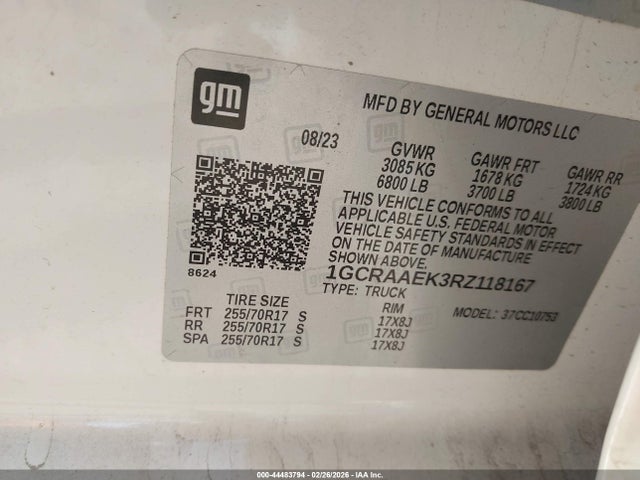 gm
MFD BY GENERAL MOTORS LLC
08/23
GVWR GAWR FRT GAWR RR
3085 KG 1678 KG 1724 KG
6800 LB 3700 LB 3800 LB
THIS VEHICLE CONFORMS TO ALL
APPLICABLE U.S. FEDERAL MOTOR
VEHICLE SAFETY STANDARDS IN EFFECT
ON THE DATE OF MANUFACTURE
SHOWN ABOVE.
8624
1GCRAAEK3RZ118167
TYPE: TRUCK
MODEL: 37CC10753
TIRE SIZE RIM
FRT 255/70R17 S 17X8J
RR 255/70R17 S 17X8J
SPA 255/70R17 S 17X8J
000-44483794 - 02/26/2026 - IAA Inc.